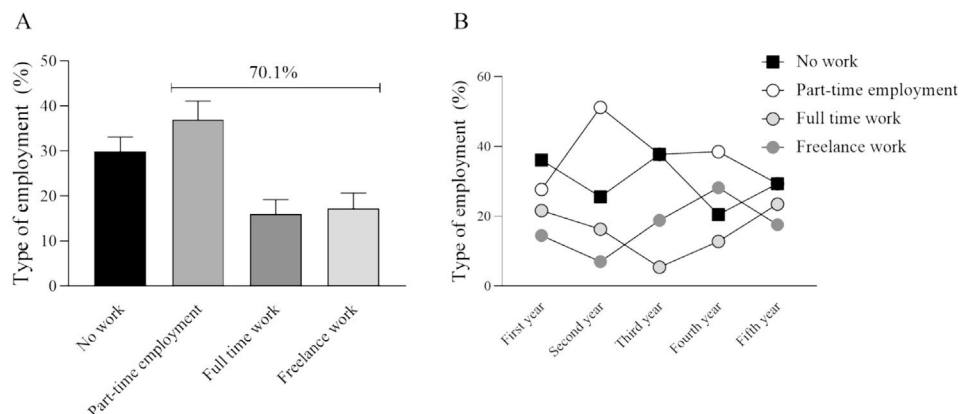 A
Type of employment (%)
50
40
30
20
10
0
70.1%
No work
Part-time employment
Full time work
Freelance work
B
Type of employment (%)
60
40
20
0
First year
Second year
Third year
Fourth year
Fifth year
No work
Part-time employment
Full time work
Freelance work